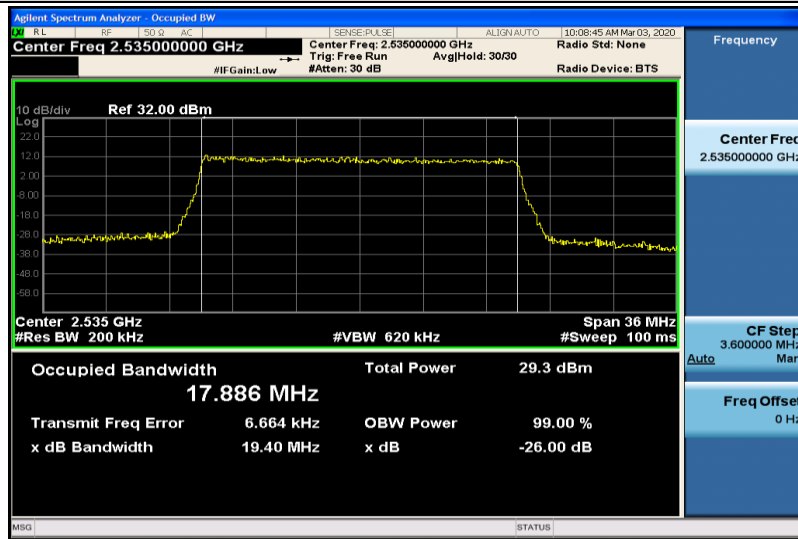 Agilent Spectrum Analyzer - Occupied BW
LXI RL RF 50 Ω AC SENSE:PULSE ALIGN AUTO 10:08:45 AM Mar 03, 2020
Center Freq 2.535000000 GHz Center Freq: 2.535000000 GHz Radio Std: None
Trig: Free Run Avg|Hold: 30/30
#IFGain:Low #Atten: 30 dB Radio Device: BTS
Frequency
10 dB/div Ref 32.00 dBm
Log
22.0
12.0
2.00
-8.00
-18.0
-28.0
-38.0
-48.0
-58.0
Center Freq
2.535000000 GHz
Center 2.535 GHz Span 36 MHz
#Res BW 200 kHz #VBW 620 kHz #Sweep 100 ms
CF Step
3.600000 MHz
Auto Man
Occupied Bandwidth Total Power 29.3 dBm
17.886 MHz
Transmit Freq Error 6.664 kHz OBW Power 99.00 %
x dB Bandwidth 19.40 MHz x dB -26.00 dB
Freq Offset
0 Hz
MSG STATUS